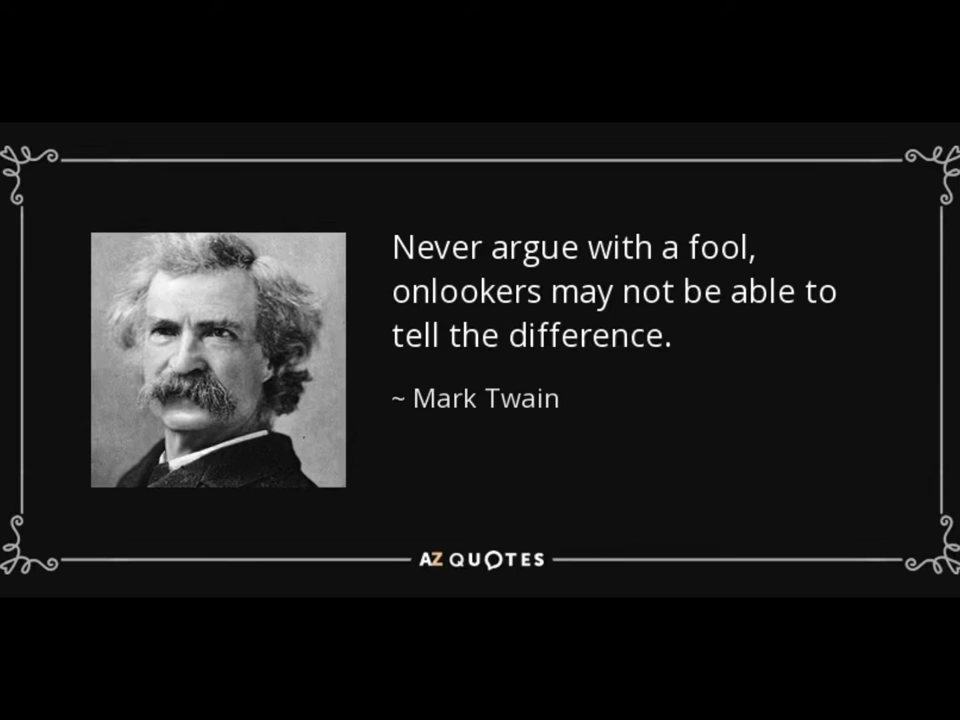 Never argue with a fool,
onlookers may not be able to
tell the difference.
~ Mark Twain
AZ QUOTES